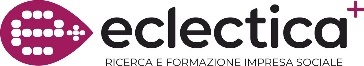 eclectica+
RICERCA E FORMAZIONE IMPRESA SOCIALE